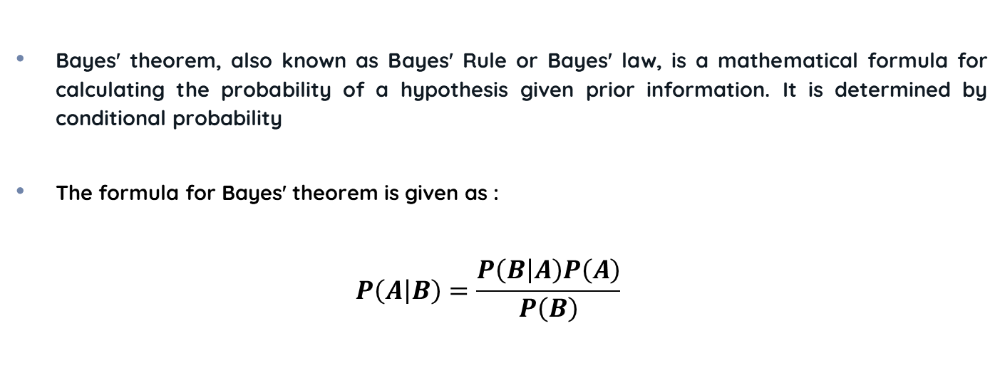 • Bayes' theorem, also known as Bayes' Rule or Bayes' law, is a mathematical formula for
calculating the probability of a hypothesis given prior information. It is determined by
conditional probability
• The formula for Bayes' theorem is given as :
P(A|B) = P(B|A)P(A) / P(B)